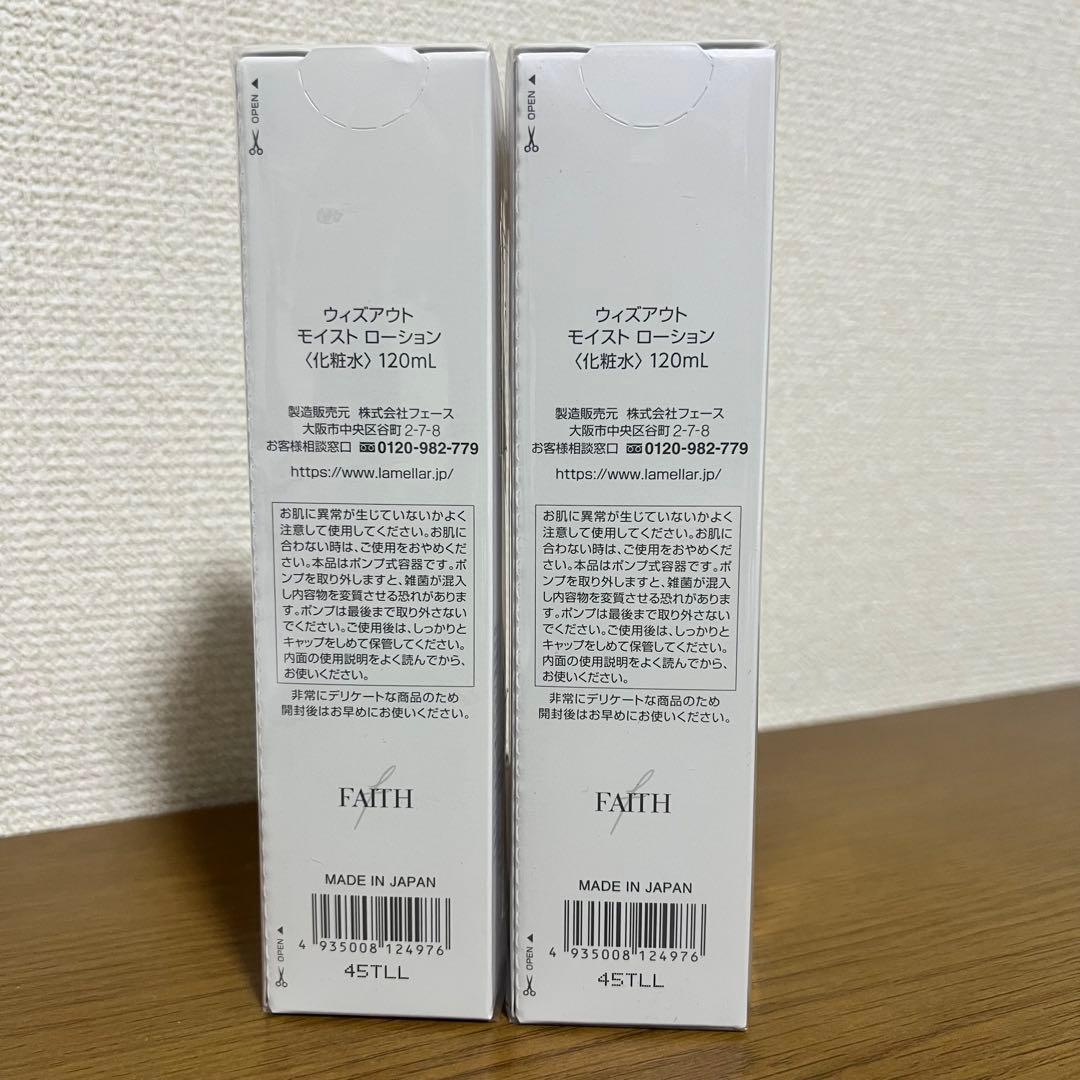 OPEN
ウィズアウト
モイスト ローション
〈化粧水〉 120mL
製造販売元 株式会社フェース
大阪市中央区谷町 2-7-8
お客様相談窓口 0120-982-779
https://www.lamellar.jp/
お肌に異常が生じていないかよく
注意して使用してください。お肌に
合わない時は、ご使用をおやめくだ
さい。本品はポンプ式容器です。ポ
ンプを取り外しますと、雑菌が混入
し内容物を変質させる恐れがありま
す。ポンプは最後まで取り外さない
でください。ご使用後は、しっかりと
キャップをしめて保管してください。
内面の使用説明をよく読んでから、
お使いください。
非常にデリケートな商品のため
開封後はお早めにお使いください。
FAITH
MADE IN JAPAN
4 935008 124976
45TLL
OPEN
OPEN
ウィズアウト
モイスト ローション
〈化粧水〉 120mL
製造販売元 株式会社フェース
大阪市中央区谷町 2-7-8
お客様相談窓口 0120-982-779
https://www.lamellar.jp/
お肌に異常が生じていないかよく
注意して使用してください。お肌に
合わない時は、ご使用をおやめくだ
さい。本品はポンプ式容器です。ポ
ンプを取り外しますと、雑菌が混入
し内容物を変質させる恐れがありま
す。ポンプは最後まで取り外さない
でください。ご使用後は、しっかりと
キャップをしめて保管してください。
内面の使用説明をよく読んでから、
お使いください。
非常にデリケートな商品のため
開封後はお早めにお使いください。
FAITH
MADE IN JAPAN
4 935008 124976
45TLL
OPEN